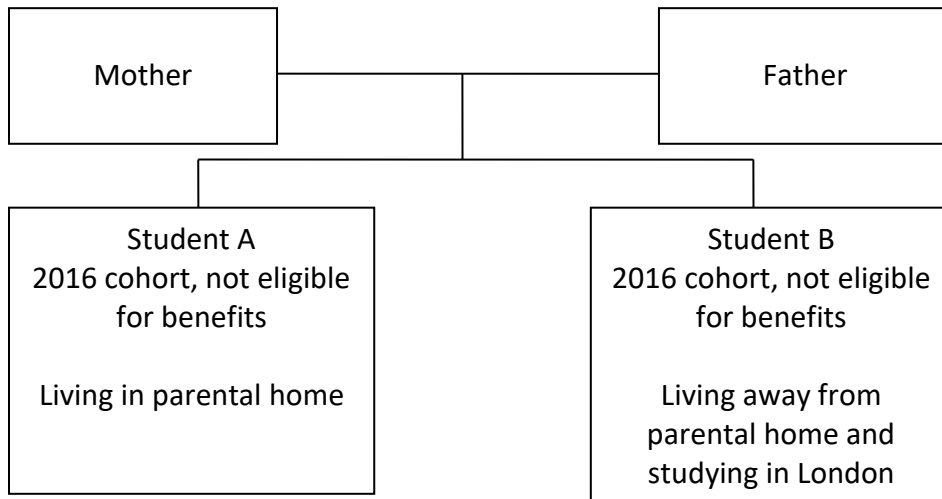 Mother
Father
Student A
2016 cohort, not eligible
for benefits
Living in parental home
Student B
2016 cohort, not eligible
for benefits
Living away from
parental home and
studying in London